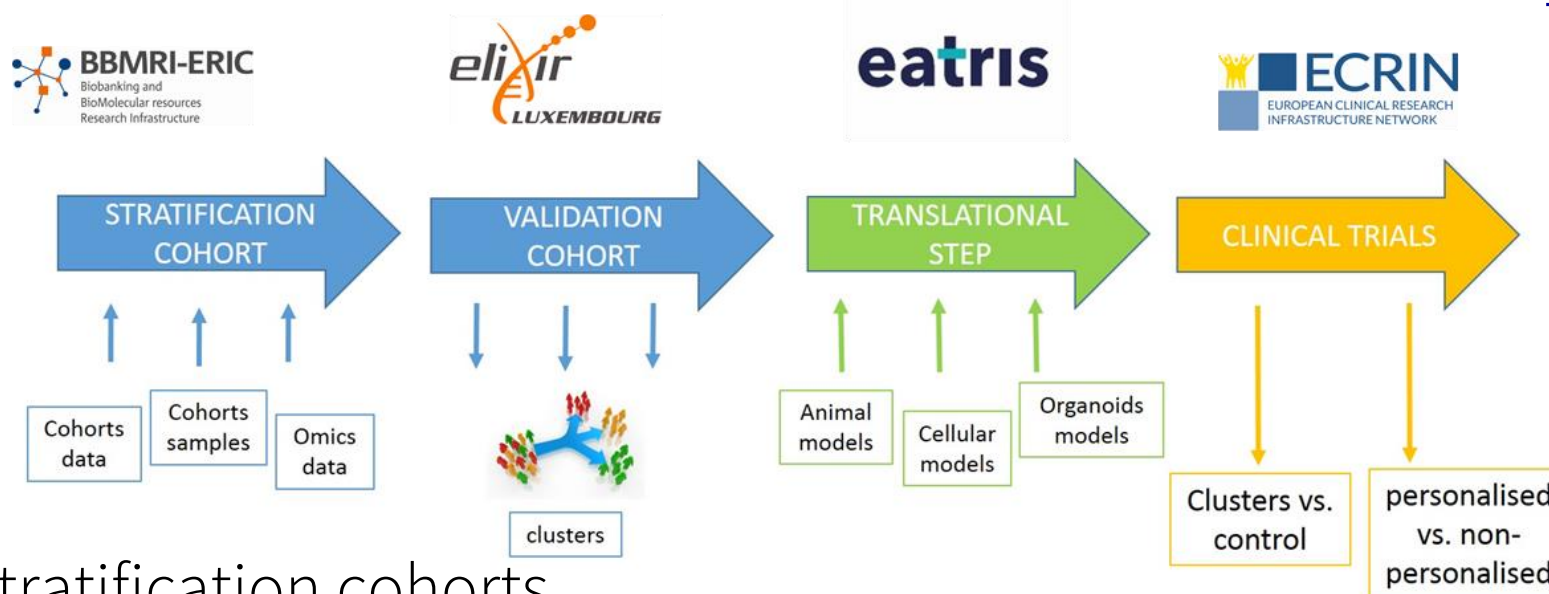 BBMRI-ERIC
Biobanking and
BioMolecular resources
Research Infrastructure
elixir
LUXEMBOURG
eatris
ECRIN
EUROPEAN CLINICAL RESEARCH
INFRASTRUCTURE NETWORK
STRATIFICATION
COHORT
VALIDATION
COHORT
TRANSLATIONAL
STEP
CLINICAL TRIALS
Cohorts
data
Cohorts
samples
Omics
data
clusters
Animal
models
Cellular
models
Organoids
models
Clusters vs.
control
personalised
vs. non-
personalised
tratification cohorts